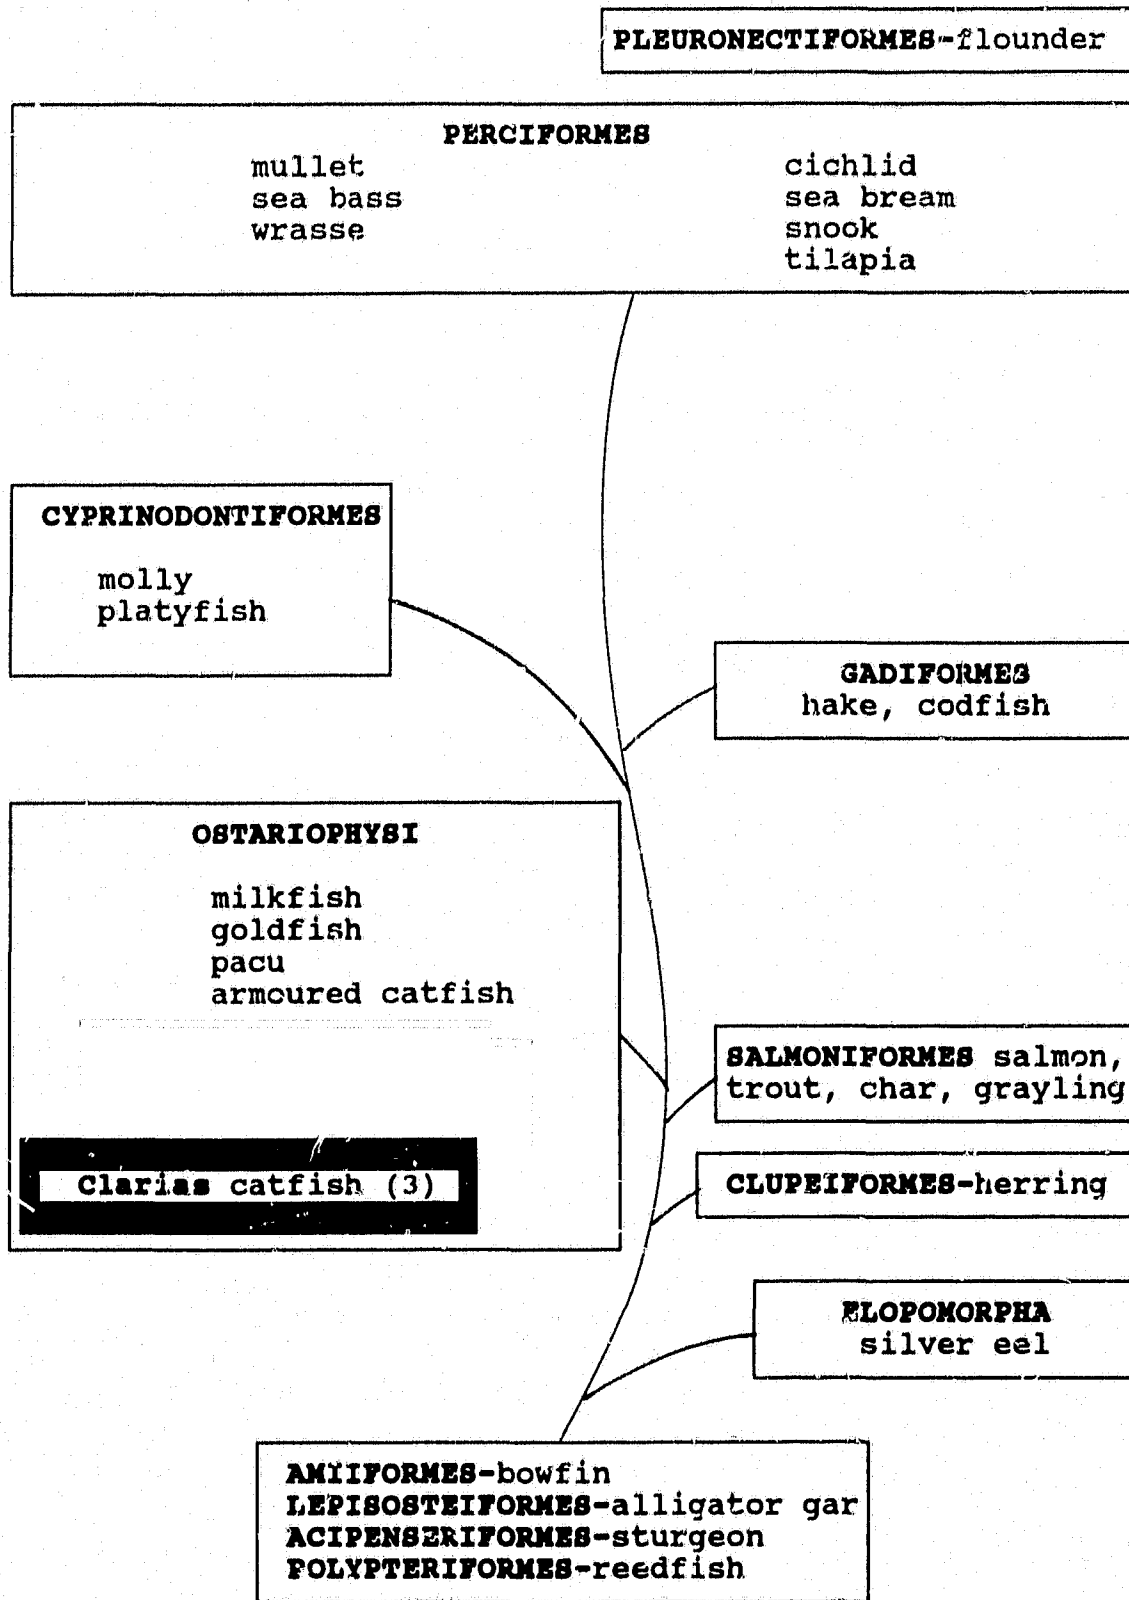 PLEURONECTIFORMES-flounder
PERCIFORMES
mullet
sea bass
wrasse
cichlid
sea bream
snook
tilapia
CYPRINODONTIFORMES
molly
platyfish
GADIFORMES
hake, codfish
OSTARIOPHYSI
milkfish
goldfish
pacu
armoured catfish
Clarias catfish (3)
SALMONIFORMES salmon,
trout, char, grayling
CLUPEIFORMES-herring
ELOPOMORPHA
silver eel
AMIIFORMES-bowfin
LEPISOSTEIFORMES-alligator gar
ACIPENSERIFORMES-sturgeon
POLYPTERIFORMES-reedfish